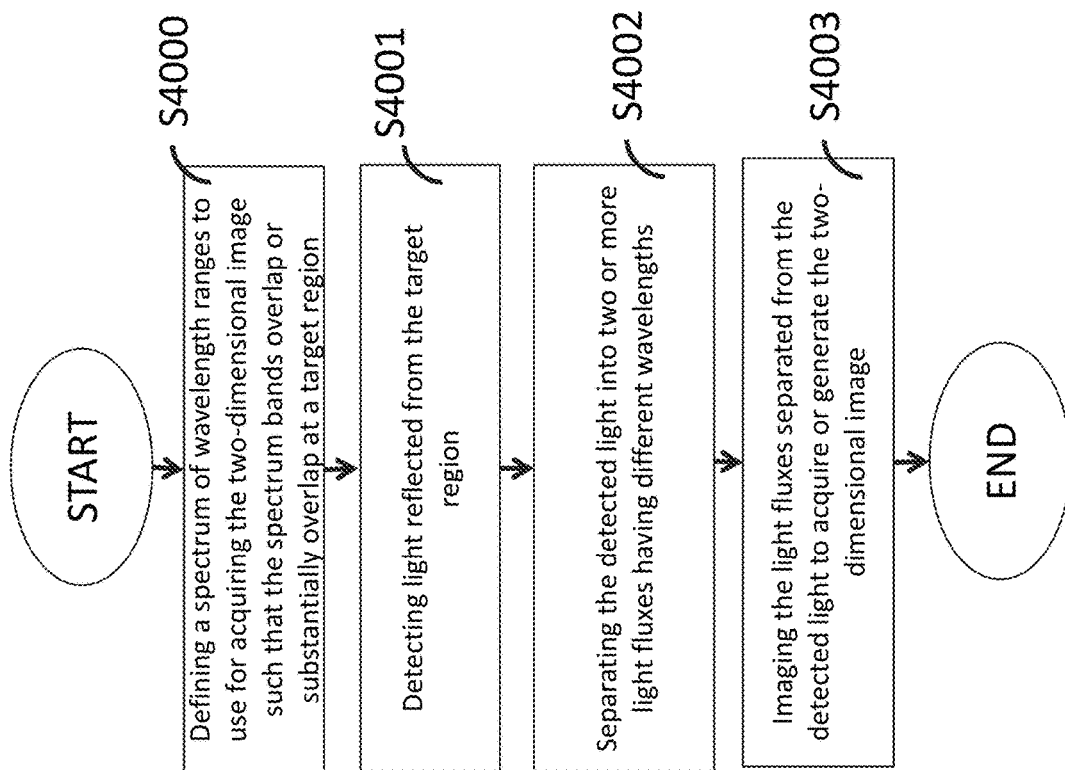 START
S4000
Defining a spectrum of wavelength ranges to
use for acquiring the two-dimensional image
such that the spectrum bands overlap or
substantially overlap at a target region
S4001
Detecting light reflected from the target
region
S4002
Separating the detected light into two or more
light fluxes having different wavelengths
S4003
Imaging the light fluxes separated from the
detected light to acquire or generate the two-
dimensional image
END